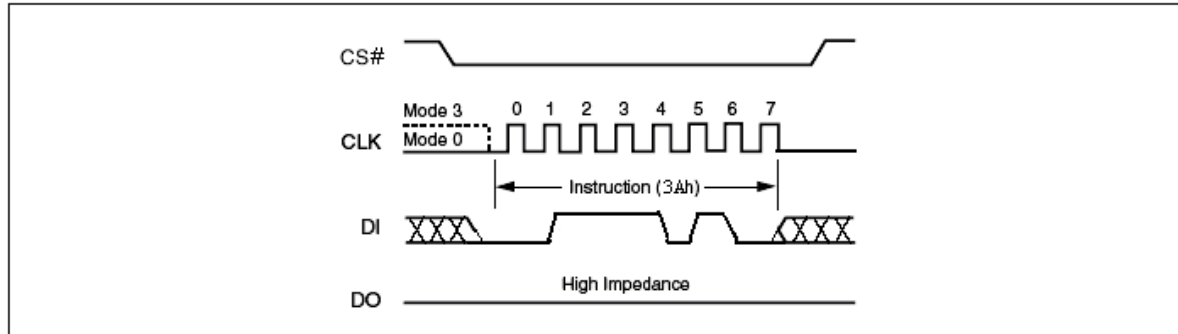 CS#
Mode 3 0 1 2 3 4 5 6 7
CLK Mode 0
Instruction (3Ah)
DI
High Impedance
DO